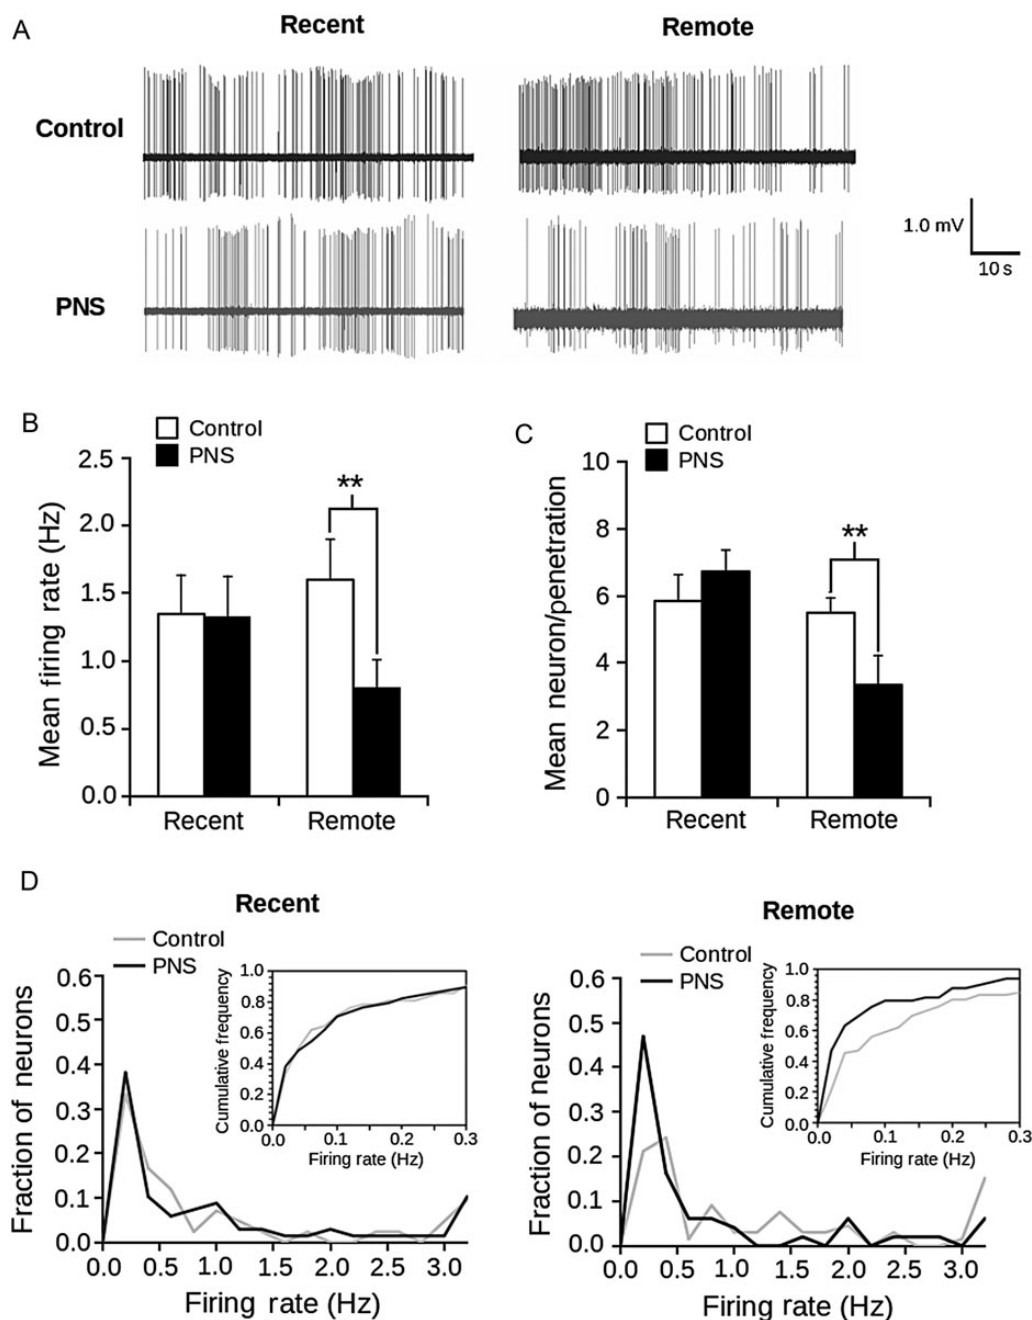 A
Recent
Remote
Control
PNS
1.0 mV
10 s
B
Control
PNS
Mean firing rate (Hz)
2.5
2.0
1.5
1.0
0.5
0.0
**
Recent
Remote
C
Control
PNS
Mean neuron/penetration
10
8
6
4
2
0
**
Recent
Remote
D
Recent
Control
PNS
Fraction of neurons
0.6
0.5
0.4
0.3
0.2
0.1
0.0
0.0 0.5 1.0 1.5 2.0 2.5 3.0
Firing rate (Hz)
Cumulative frequency
1.0
0.8
0.6
0.4
0.2
0.0
0.0 0.1 0.2 0.3
Firing rate (Hz)
Remote
Control
PNS
Fraction of neurons
0.6
0.5
0.4
0.3
0.2
0.1
0.0
0.0 0.5 1.0 1.5 2.0 2.5 3.0
Firing rate (Hz)
Cumulative frequency
1.0
0.8
0.6
0.4
0.2
0.0
0.0 0.1 0.2 0.3
Firing rate (Hz)